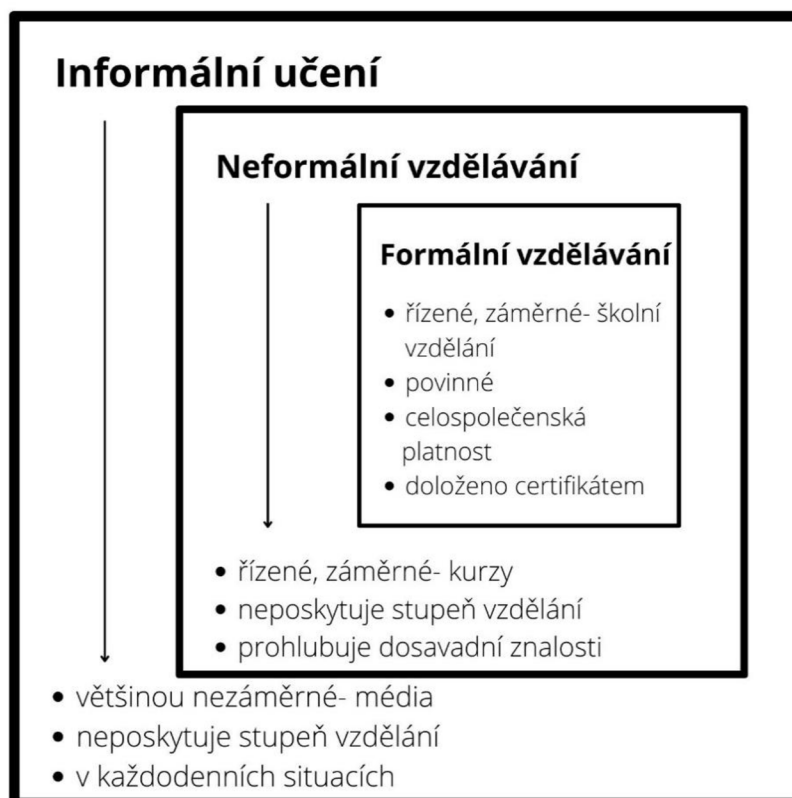 Informální učení
Neformální vzdělávání
Formální vzdělávání
• řízené, záměrné- školní
vzdělání
• povinné
• celospolečenská
platnost
• doloženo certifikátem
• řízené, záměrné- kurzy
• neposkytuje stupeň vzdělání
• prohlubuje dosavadní znalosti
• většinou nezáměrné- média
• neposkytuje stupeň vzdělání
• v každodenních situacích